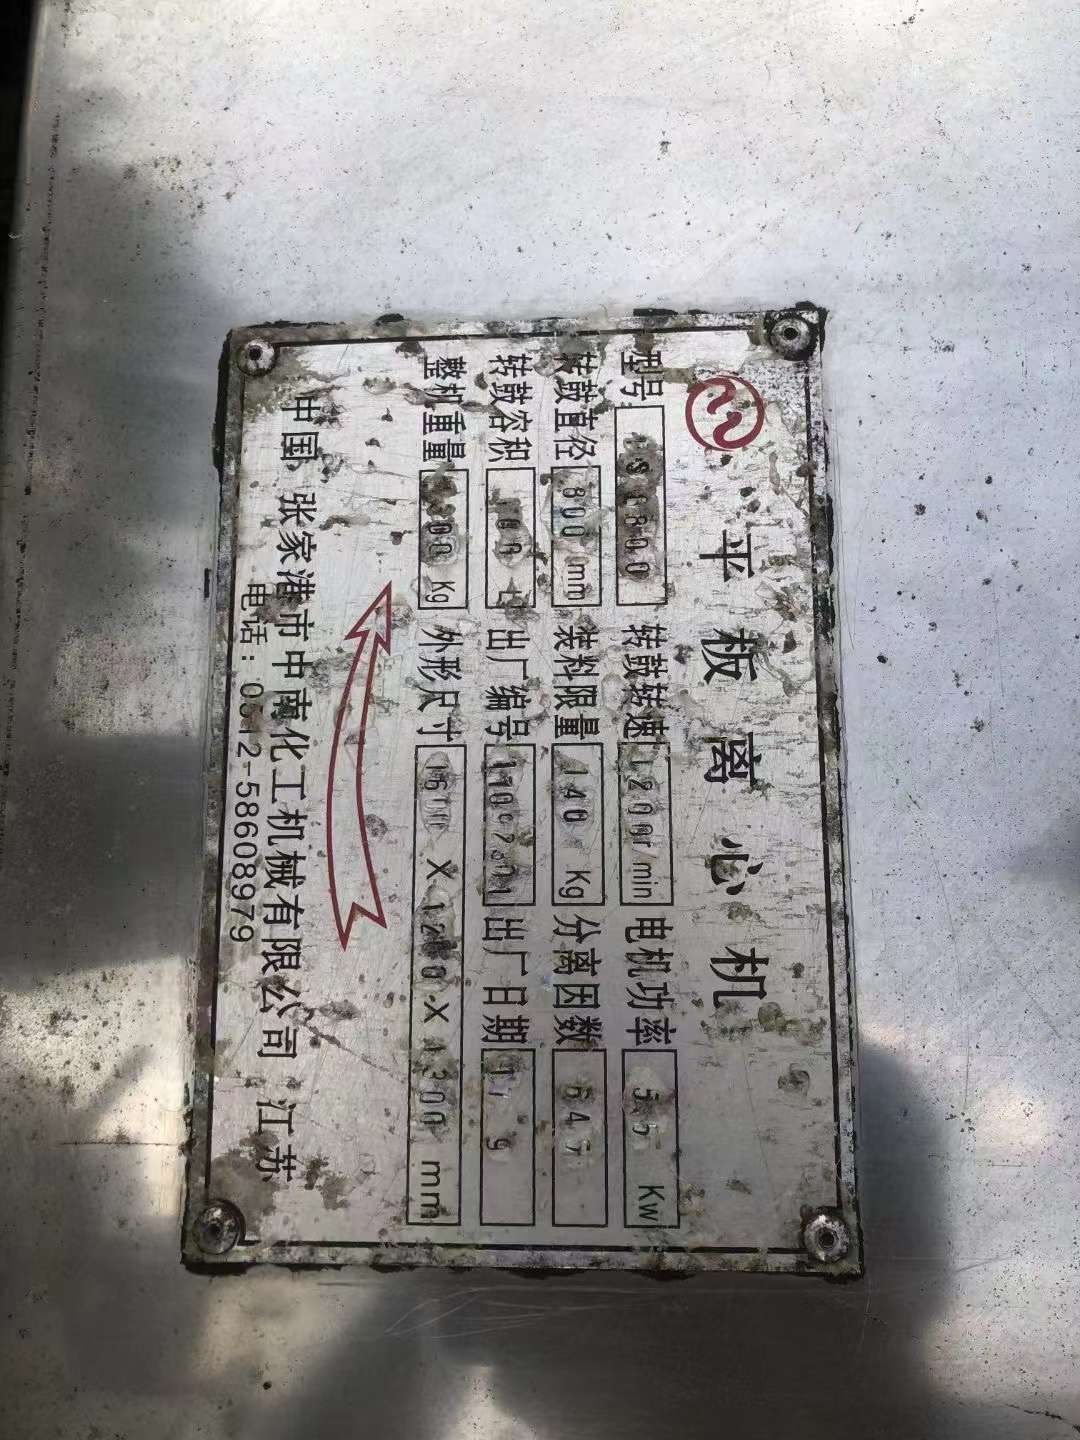 平板离心机
型号 转鼓转速 1200r/min 电机功率 5.5 Kw
转鼓直径 800 mm 装料限量 140 Kg 分离因数 647
转鼓容积 L 出厂编号 出厂日期
整机重量 Kg 外形尺寸 X 1200 X 1300 mm
中国 张家港市中南化工机械有限公司 江苏
电话：0512-58608979